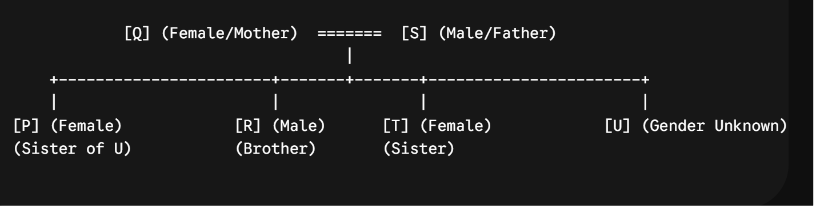 [Q] (Female/Mother) ======= [S] (Male/Father)
|
+------------------------+-------+-------+------------------------+
| | | |
[P] (Female) [R] (Male) [T] (Female) [U] (Gender Unknown)
(Sister of U) (Brother) (Sister)